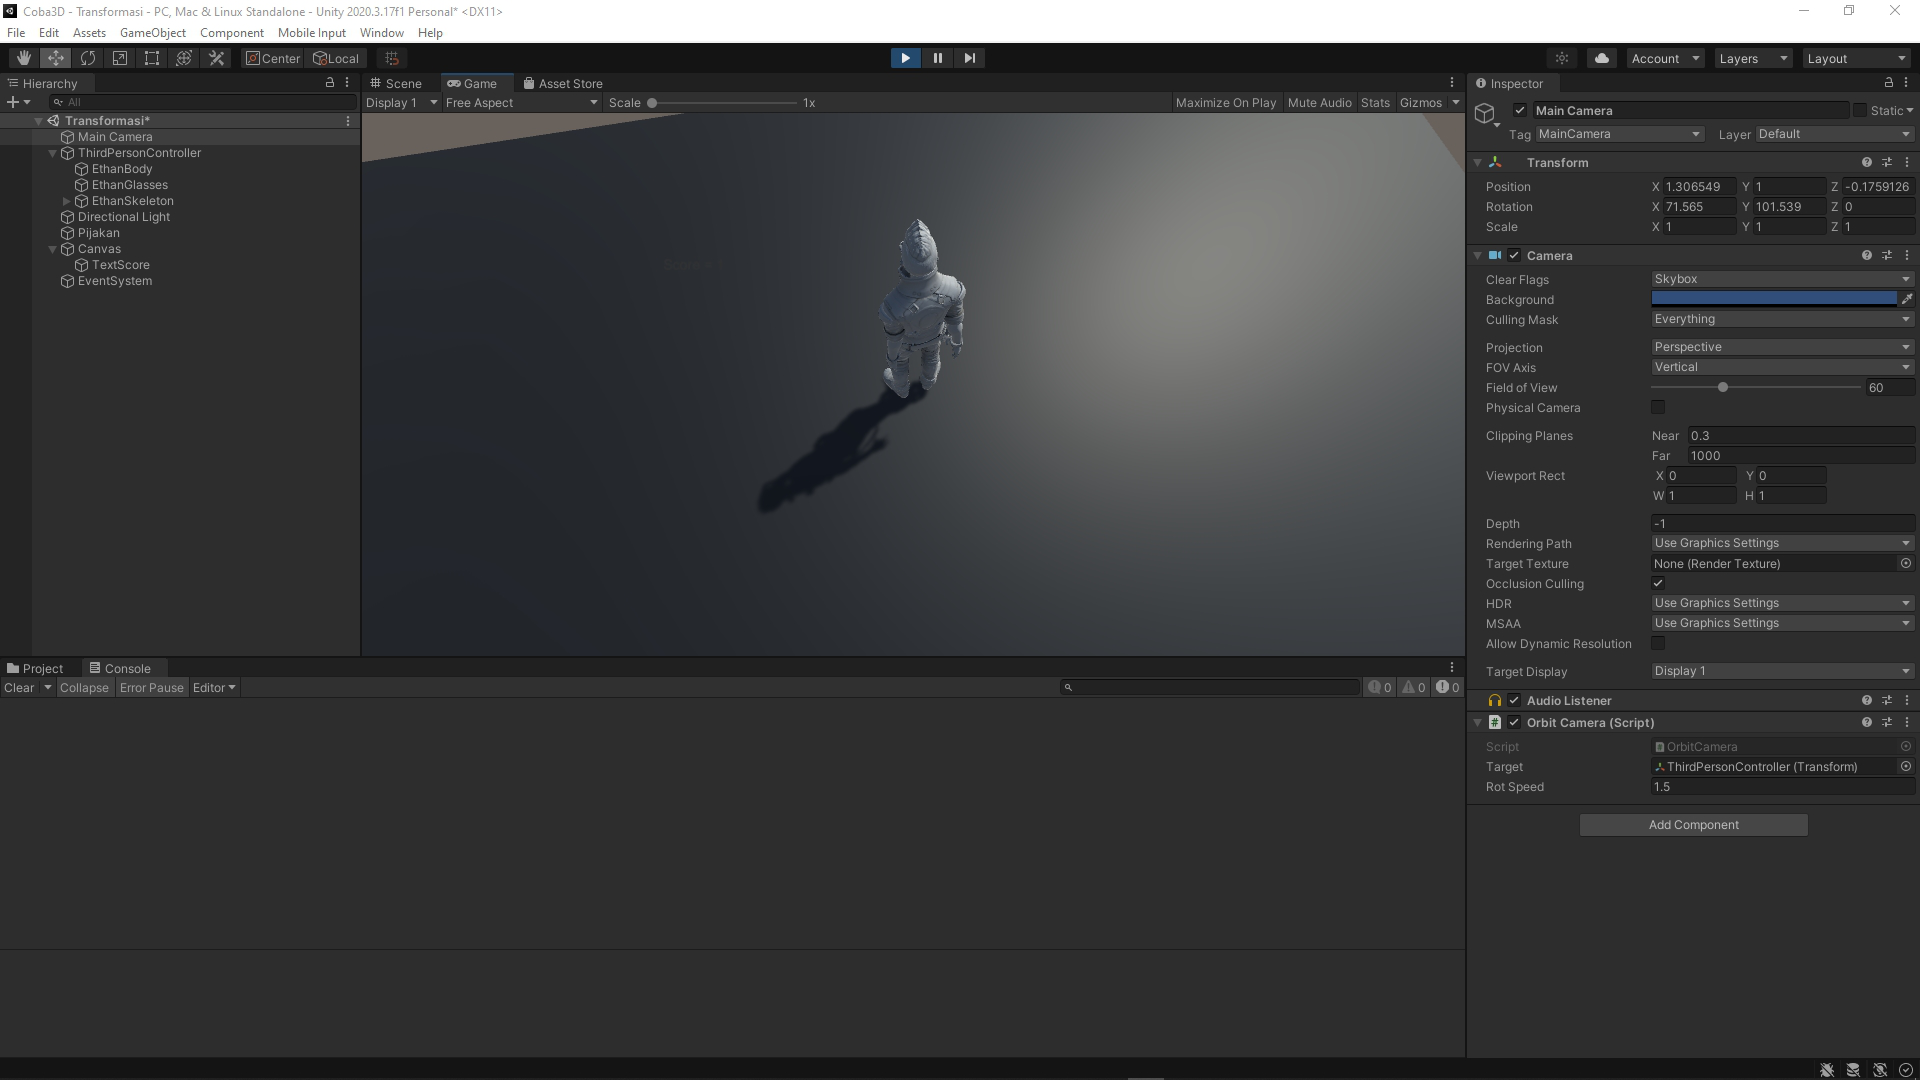 Coba3D - Transformasi - PC, Mac & Linux Standalone - Unity 2020.3.17f1 Personal* <DX11>
File Edit Assets GameObject Component Mobile Input Window Help
Center Local Account Layers Layout
Hierarchy
All
Transformasi*
Main Camera
ThirdPersonController
EthanBody
EthanGlasses
EthanSkeleton
Directional Light
Pijakan
Canvas
TextScore
EventSystem
Scene Game Asset Store
Display 1 Free Aspect Scale 1x Maximize On Play Mute Audio Stats Gizmos
Project Console
Clear Collapse Error Pause Editor 0 0 0
Inspector
Main Camera Static
Tag MainCamera Layer Default
Transform
Position X 1.306549 Y 1 Z -0.1759126
Rotation X 71.565 Y 101.539 Z 0
Scale X 1 Y 1 Z 1
Camera
Clear Flags Skybox
Background
Culling Mask Everything
Projection Perspective
FOV Axis Vertical
Field of View 60
Physical Camera
Clipping Planes Near 0.3
Far 1000
Viewport Rect X 0 Y 0
W 1 H 1
Depth -1
Rendering Path Use Graphics Settings
Target Texture None (Render Texture)
Occlusion Culling
HDR Use Graphics Settings
MSAA Use Graphics Settings
Allow Dynamic Resolution
Target Display Display 1
Audio Listener
# Orbit Camera (Script)
Script OrbitCamera
Target ThirdPersonController (Transform)
Rot Speed 1.5
Add Component